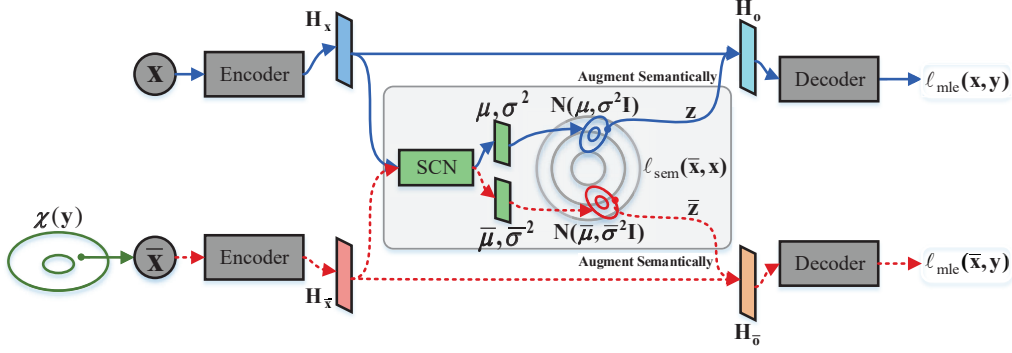 H_x
H_o
x
Encoder
Decoder
ℓ_mle(x, y)
Augment Semantically
μ, σ²
N(μ, σ²I)
z
SCN
ℓ_sem(x̄, x)
χ(y)
μ̄, σ̄²
N(μ̄, σ̄²I)
z̄
x̄
Encoder
Augment Semantically
Decoder
ℓ_mle(x̄, y)
H_x̄
H_ō